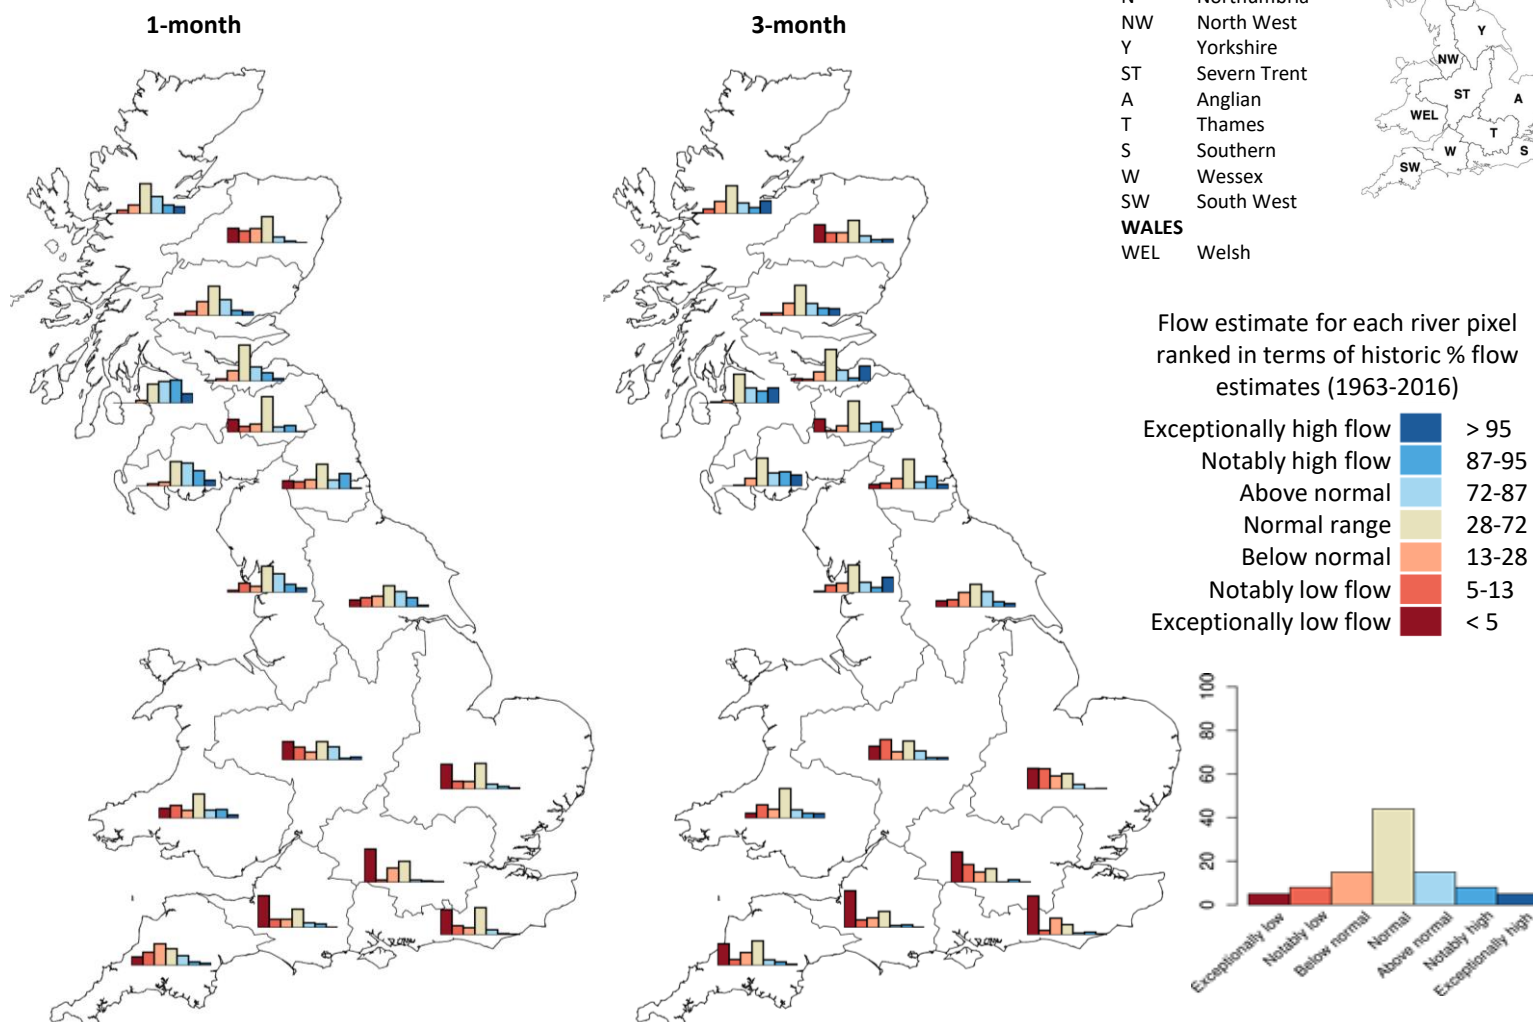 1-month
3-month
N Northumbria
NW North West
Y Yorkshire
ST Severn Trent
A Anglian
T Thames
S Southern
W Wessex
SW South West
WALES
WEL Welsh
Y
NW
ST
A
WEL
T
W
S
SW
Flow estimate for each river pixel
ranked in terms of historic % flow
estimates (1963-2016)
Exceptionally high flow > 95
Notably high flow 87-95
Above normal 72-87
Normal range 28-72
Below normal 13-28
Notably low flow 5-13
Exceptionally low flow < 5
100
80
60
40
20
0
Exceptionally low
Notably low
Below normal
Normal
Above normal
Notably high
Exceptionally high